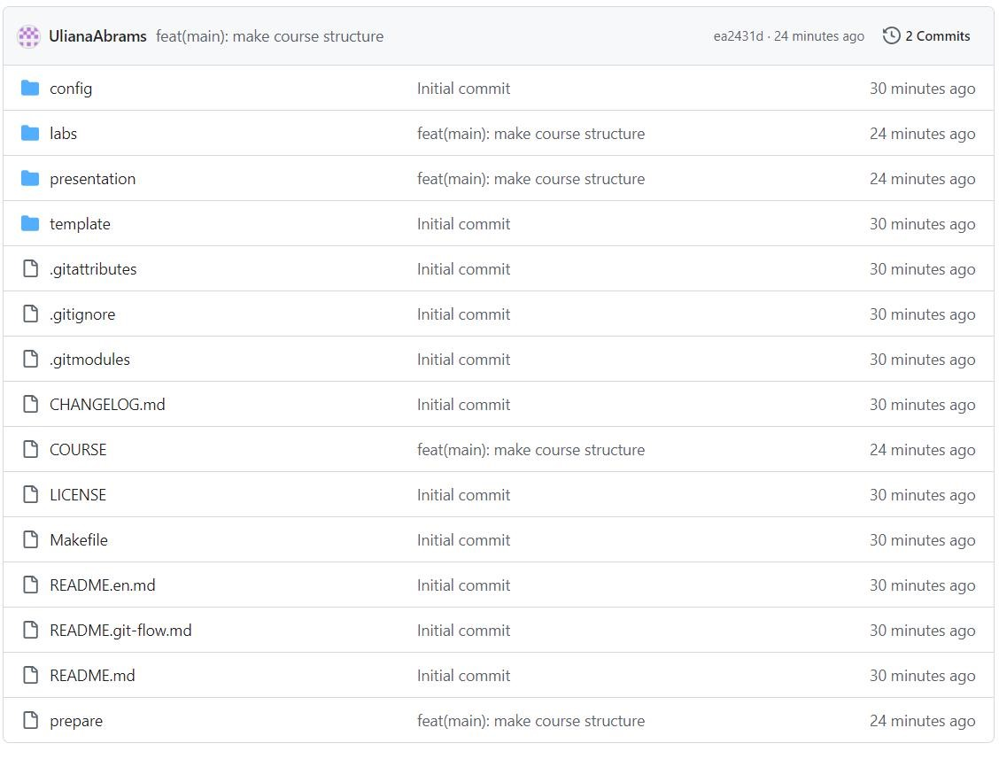 UlianaAbrams feat(main): make course structure ea2431d · 24 minutes ago 2 Commits
config Initial commit 30 minutes ago
labs feat(main): make course structure 24 minutes ago
presentation feat(main): make course structure 24 minutes ago
template Initial commit 30 minutes ago
.gitattributes Initial commit 30 minutes ago
.gitignore Initial commit 30 minutes ago
.gitmodules Initial commit 30 minutes ago
CHANGELOG.md Initial commit 30 minutes ago
COURSE feat(main): make course structure 24 minutes ago
LICENSE Initial commit 30 minutes ago
Makefile Initial commit 30 minutes ago
README.en.md Initial commit 30 minutes ago
README.git-flow.md Initial commit 30 minutes ago
README.md Initial commit 30 minutes ago
prepare feat(main): make course structure 24 minutes ago